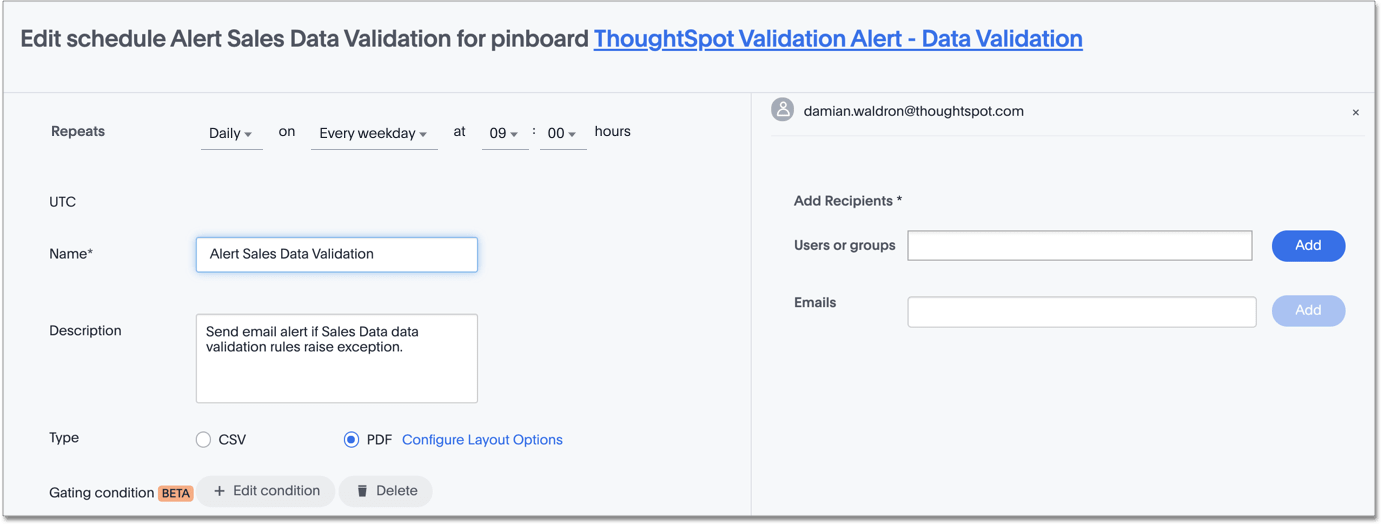 Edit schedule Alert Sales Data Validation for pinboard ThoughtSpot Validation Alert - Data Validation
Repeats Daily on Every weekday at 09 : 00 hours
UTC
Name* Alert Sales Data Validation
Description Send email alert if Sales Data data
validation rules raise exception.
Type CSV PDF Configure Layout Options
Gating condition BETA + Edit condition Delete
damian.waldron@thoughtspot.com ×
Add Recipients *
Users or groups Add
Emails Add